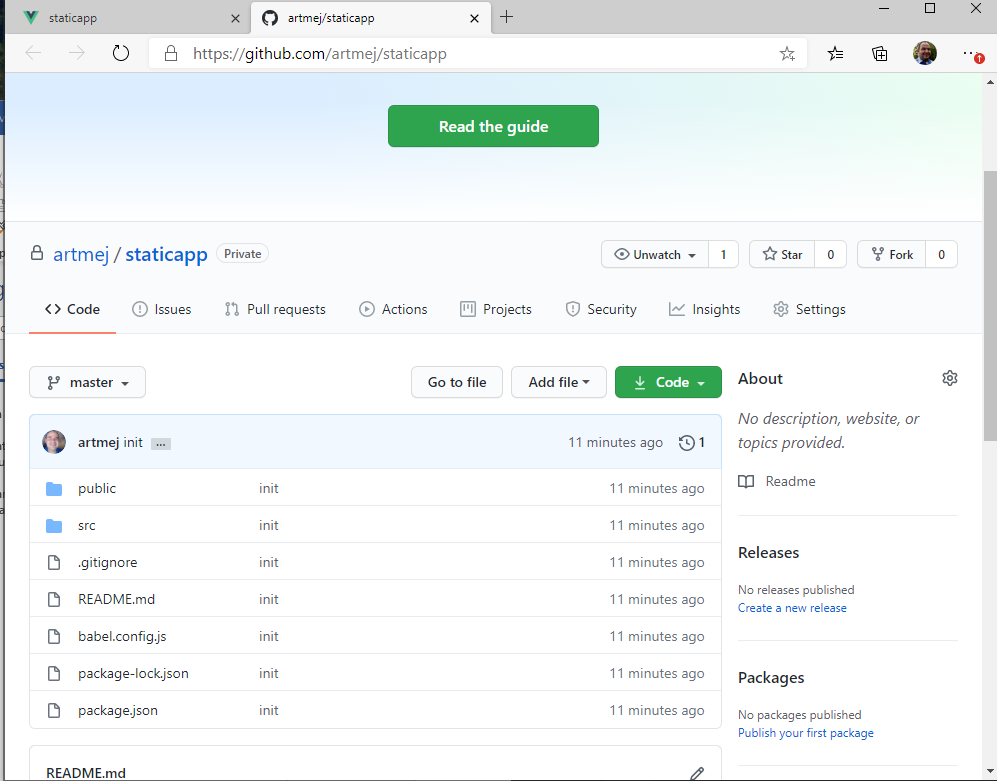 staticapp
artmej/staticapp
https://github.com/artmej/staticapp
Read the guide
artmej / staticapp Private
Unwatch 1 Star 0 Fork 0
Code Issues Pull requests Actions Projects Security Insights Settings
master Go to file Add file Code
artmej init ... 11 minutes ago 1
public init 11 minutes ago
src init 11 minutes ago
.gitignore init 11 minutes ago
README.md init 11 minutes ago
babel.config.js init 11 minutes ago
package-lock.json init 11 minutes ago
package.json init 11 minutes ago
README.md
About
No description, website, or
topics provided.
Readme
Releases
No releases published
Create a new release
Packages
No packages published
Publish your first package